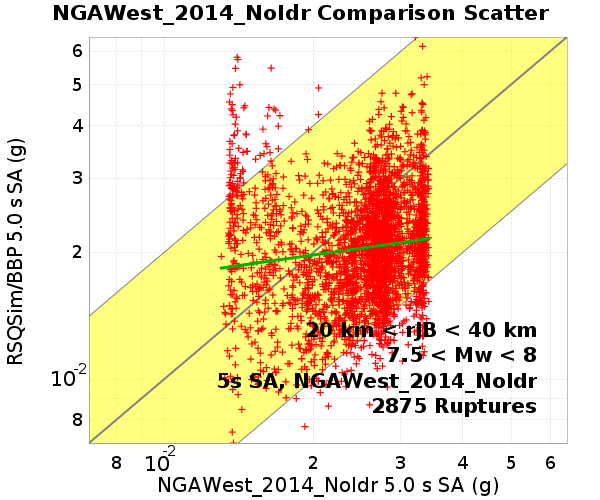 NGAWest_2014_NoIdr Comparison Scatter
6
5
4
3
2
10-2
8
RSQSim/BBP 5.0 s SA (g)
20 km < rJB < 40 km
7.5 < Mw < 8
5s SA, NGAWest_2014_NoIdr
2875 Ruptures
8 10-2 2 3 4 5 6
NGAWest_2014_NoIdr 5.0 s SA (g)